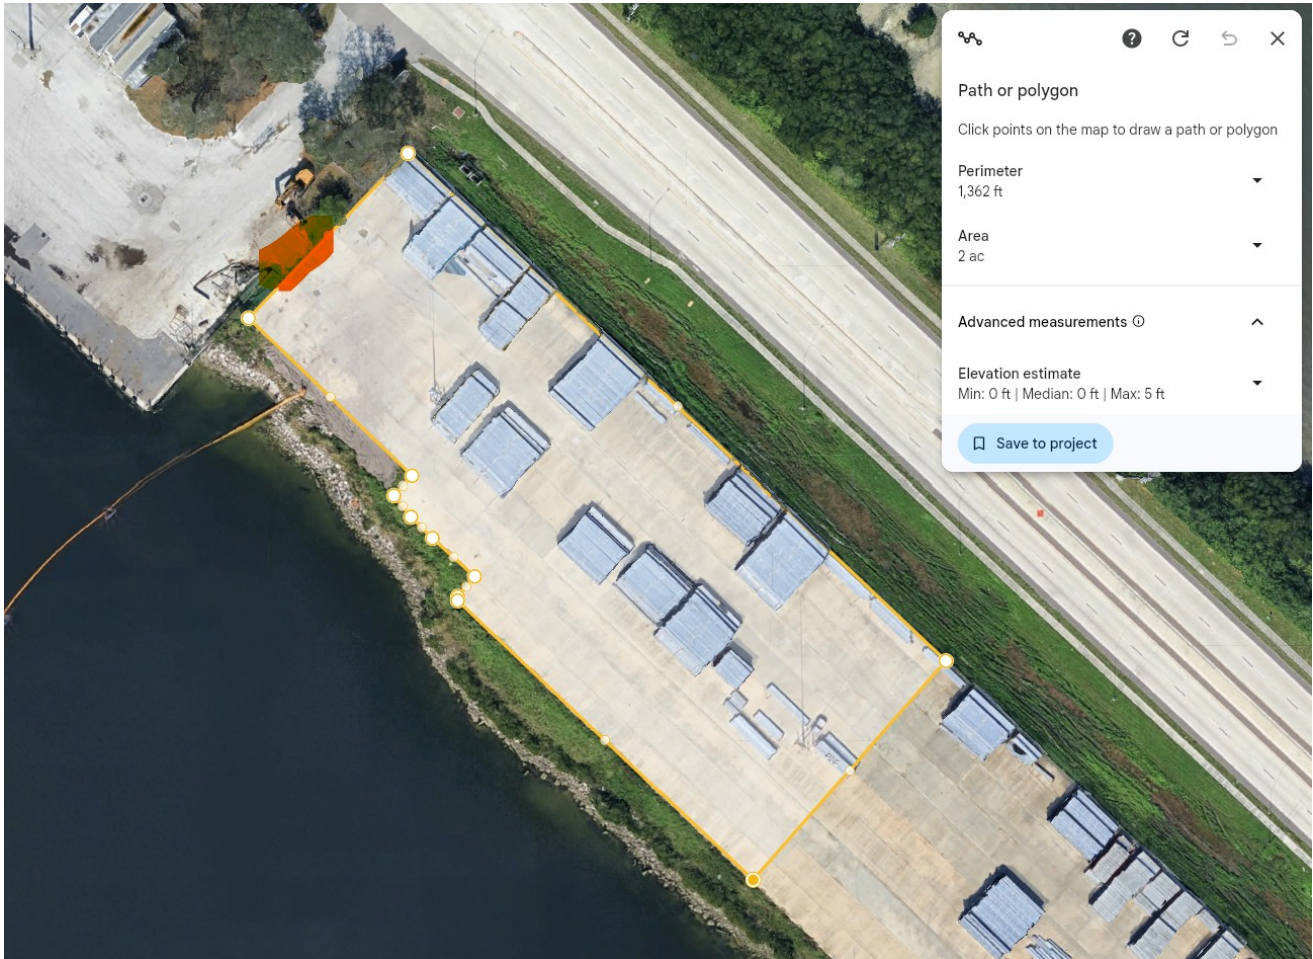 Path or polygon
Click points on the map to draw a path or polygon
Perimeter
1,362 ft
Area
2 ac
Advanced measurements
Elevation estimate
Min: 0 ft | Median: 0 ft | Max: 5 ft
Save to project